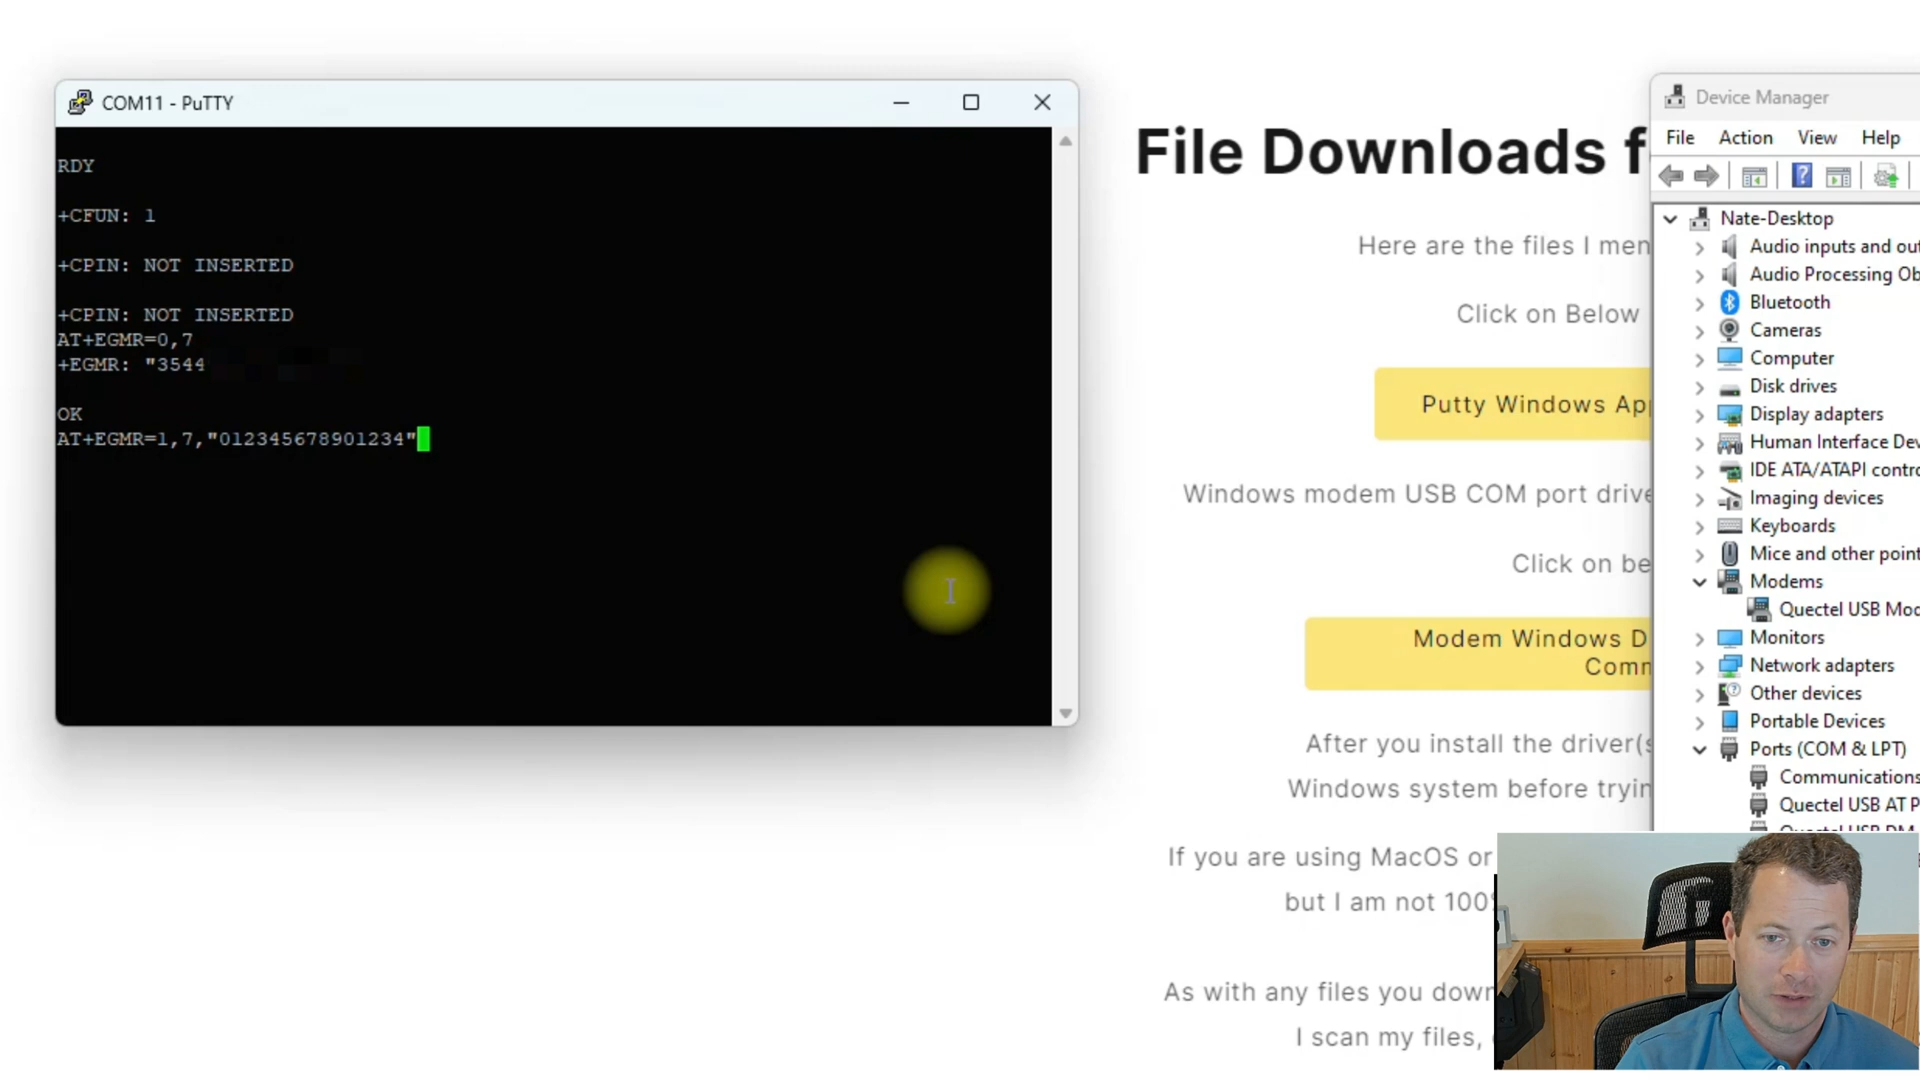 COM11 - PuTTY
RDY
+CFUN: 1
+CPIN: NOT INSERTED
+CPIN: NOT INSERTED
AT+EGMR=0,7
+EGMR: "3544
OK
AT+EGMR=1,7,"012345678901234"
File Downloads f
Here are the files I men
Click on Below
Putty Windows Ap
Windows modem USB COM port drive
Click on be
Modem Windows D
Comm
After you install the driver(s
Windows system before tryin
If you are using MacOS or
but I am not 100%
As with any files you down
I scan my files,
Device Manager
File Action View Help
Nate-Desktop
Audio inputs and out
Audio Processing Ob
Bluetooth
Cameras
Computer
Disk drives
Display adapters
Human Interface Dev
IDE ATA/ATAPI contro
Imaging devices
Keyboards
Mice and other point
Modems
Quectel USB Mod
Monitors
Network adapters
Other devices
Portable Devices
Ports (COM & LPT)
Communications
Quectel USB AT P
Quectel USB DM